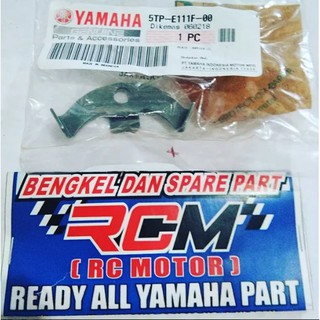 YAMAHA
Parts & Accessories
5TP-E111F-00
Dikemas 060218
1 PC
BENGKEL DAN SPARE PART
RCM
( RC MOTOR )
READY ALL YAMAHA PART